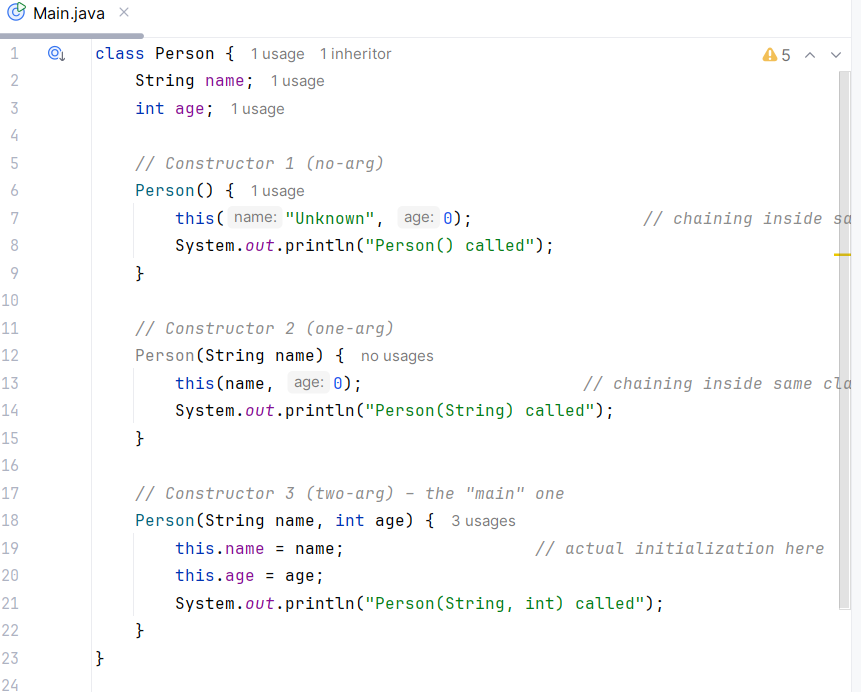 Main.java
1 class Person { 1 usage 1 inheritor 5
2 String name; 1 usage
3 int age; 1 usage
4
5 // Constructor 1 (no-arg)
6 Person() { 1 usage
7 this( name: "Unknown", age: 0); // chaining inside sa
8 System.out.println("Person() called");
9 }
10
11 // Constructor 2 (one-arg)
12 Person(String name) { no usages
13 this(name, age: 0); // chaining inside same cla
14 System.out.println("Person(String) called");
15 }
16
17 // Constructor 3 (two-arg) – the "main" one
18 Person(String name, int age) { 3 usages
19 this.name = name; // actual initialization here
20 this.age = age;
21 System.out.println("Person(String, int) called");
22 }
23 }
24